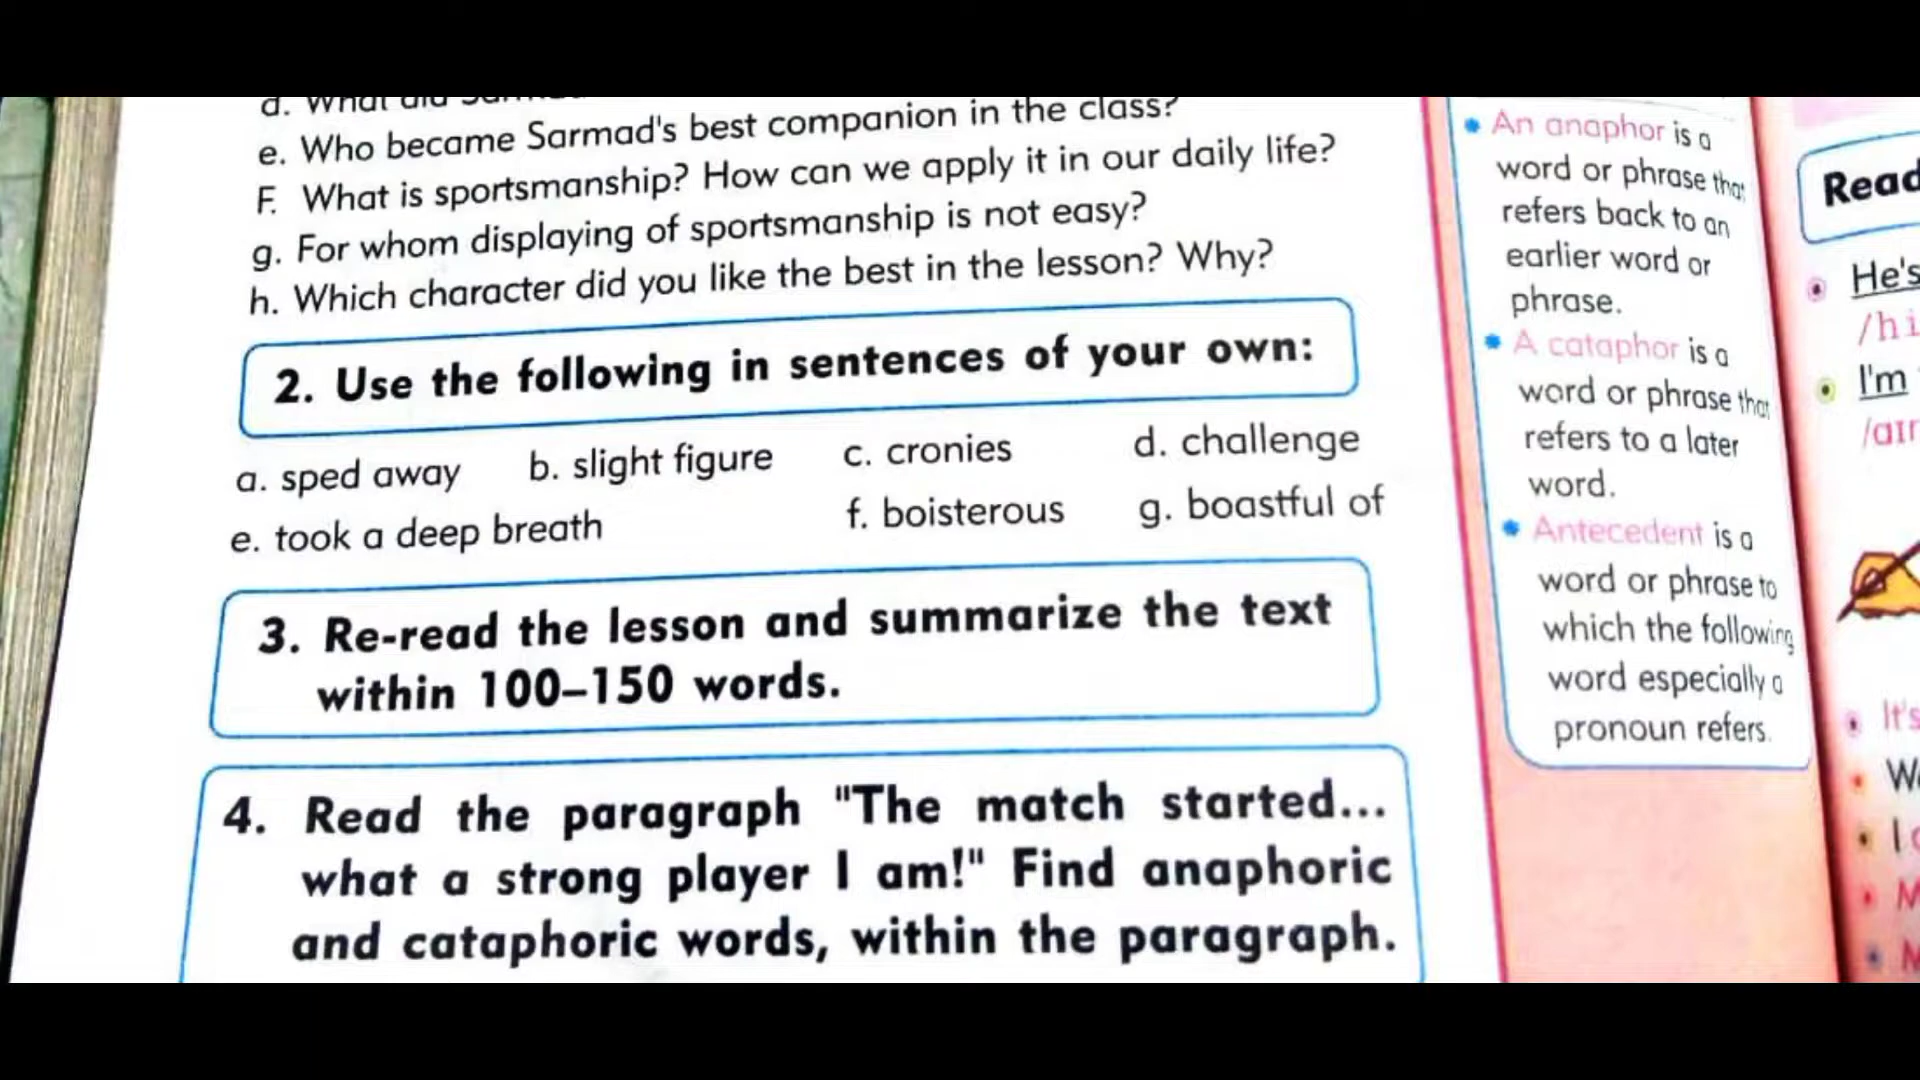 d. What did
e. Who became Sarmad's best companion in the class?
F. What is sportsmanship? How can we apply it in our daily life?
g. For whom displaying of sportsmanship is not easy?
h. Which character did you like the best in the lesson? Why?
2. Use the following in sentences of your own:
a. sped away b. slight figure c. cronies d. challenge
e. took a deep breath f. boisterous g. boastful of
3. Re-read the lesson and summarize the text
within 100–150 words.
4. Read the paragraph "The match started...
what a strong player I am!" Find anaphoric
and cataphoric words, within the paragraph.
An anaphor is a
word or phrase that
refers back to an
earlier word or
phrase.
A cataphor is a
word or phrase that
refers to a later
word.
Antecedent is a
word or phrase to
which the following
word especially a
pronoun refers.
Read
He's
/hi
I'm
It's
I